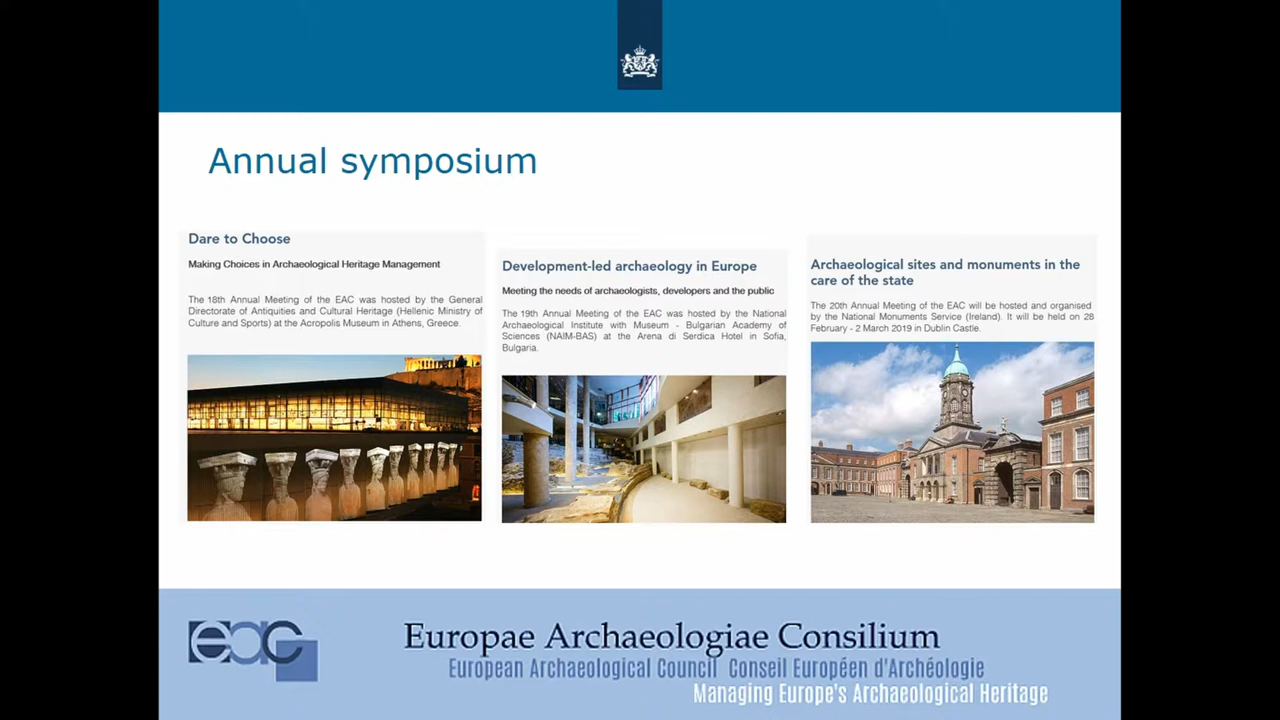 Annual symposium
Dare to Choose
Making Choices in Archaeological Heritage Management
The 18th Annual Meeting of the EAC was hosted by the General
Directorate of Antiquities and Cultural Heritage (Hellenic Ministry of
Culture and Sports) at the Acropolis Museum in Athens, Greece.
Development-led archaeology in Europe
Meeting the needs of archaeologists, developers and the public
The 19th Annual Meeting of the EAC was hosted by the National
Archaeological Institute with Museum - Bulgarian Academy of
Sciences (NAIM-BAS) at the Arena di Serdica Hotel in Sofia,
Bulgaria.
Archaeological sites and monuments in the
care of the state
The 20th Annual Meeting of the EAC will be hosted and organised
by the National Monuments Service (Ireland). It will be held on 28
February - 2 March 2019 in Dublin Castle.
eac
Europae Archaeologiae Consilium
European Archaeological Council Conseil Européen d'Archéologie
Managing Europe's Archaeological Heritage